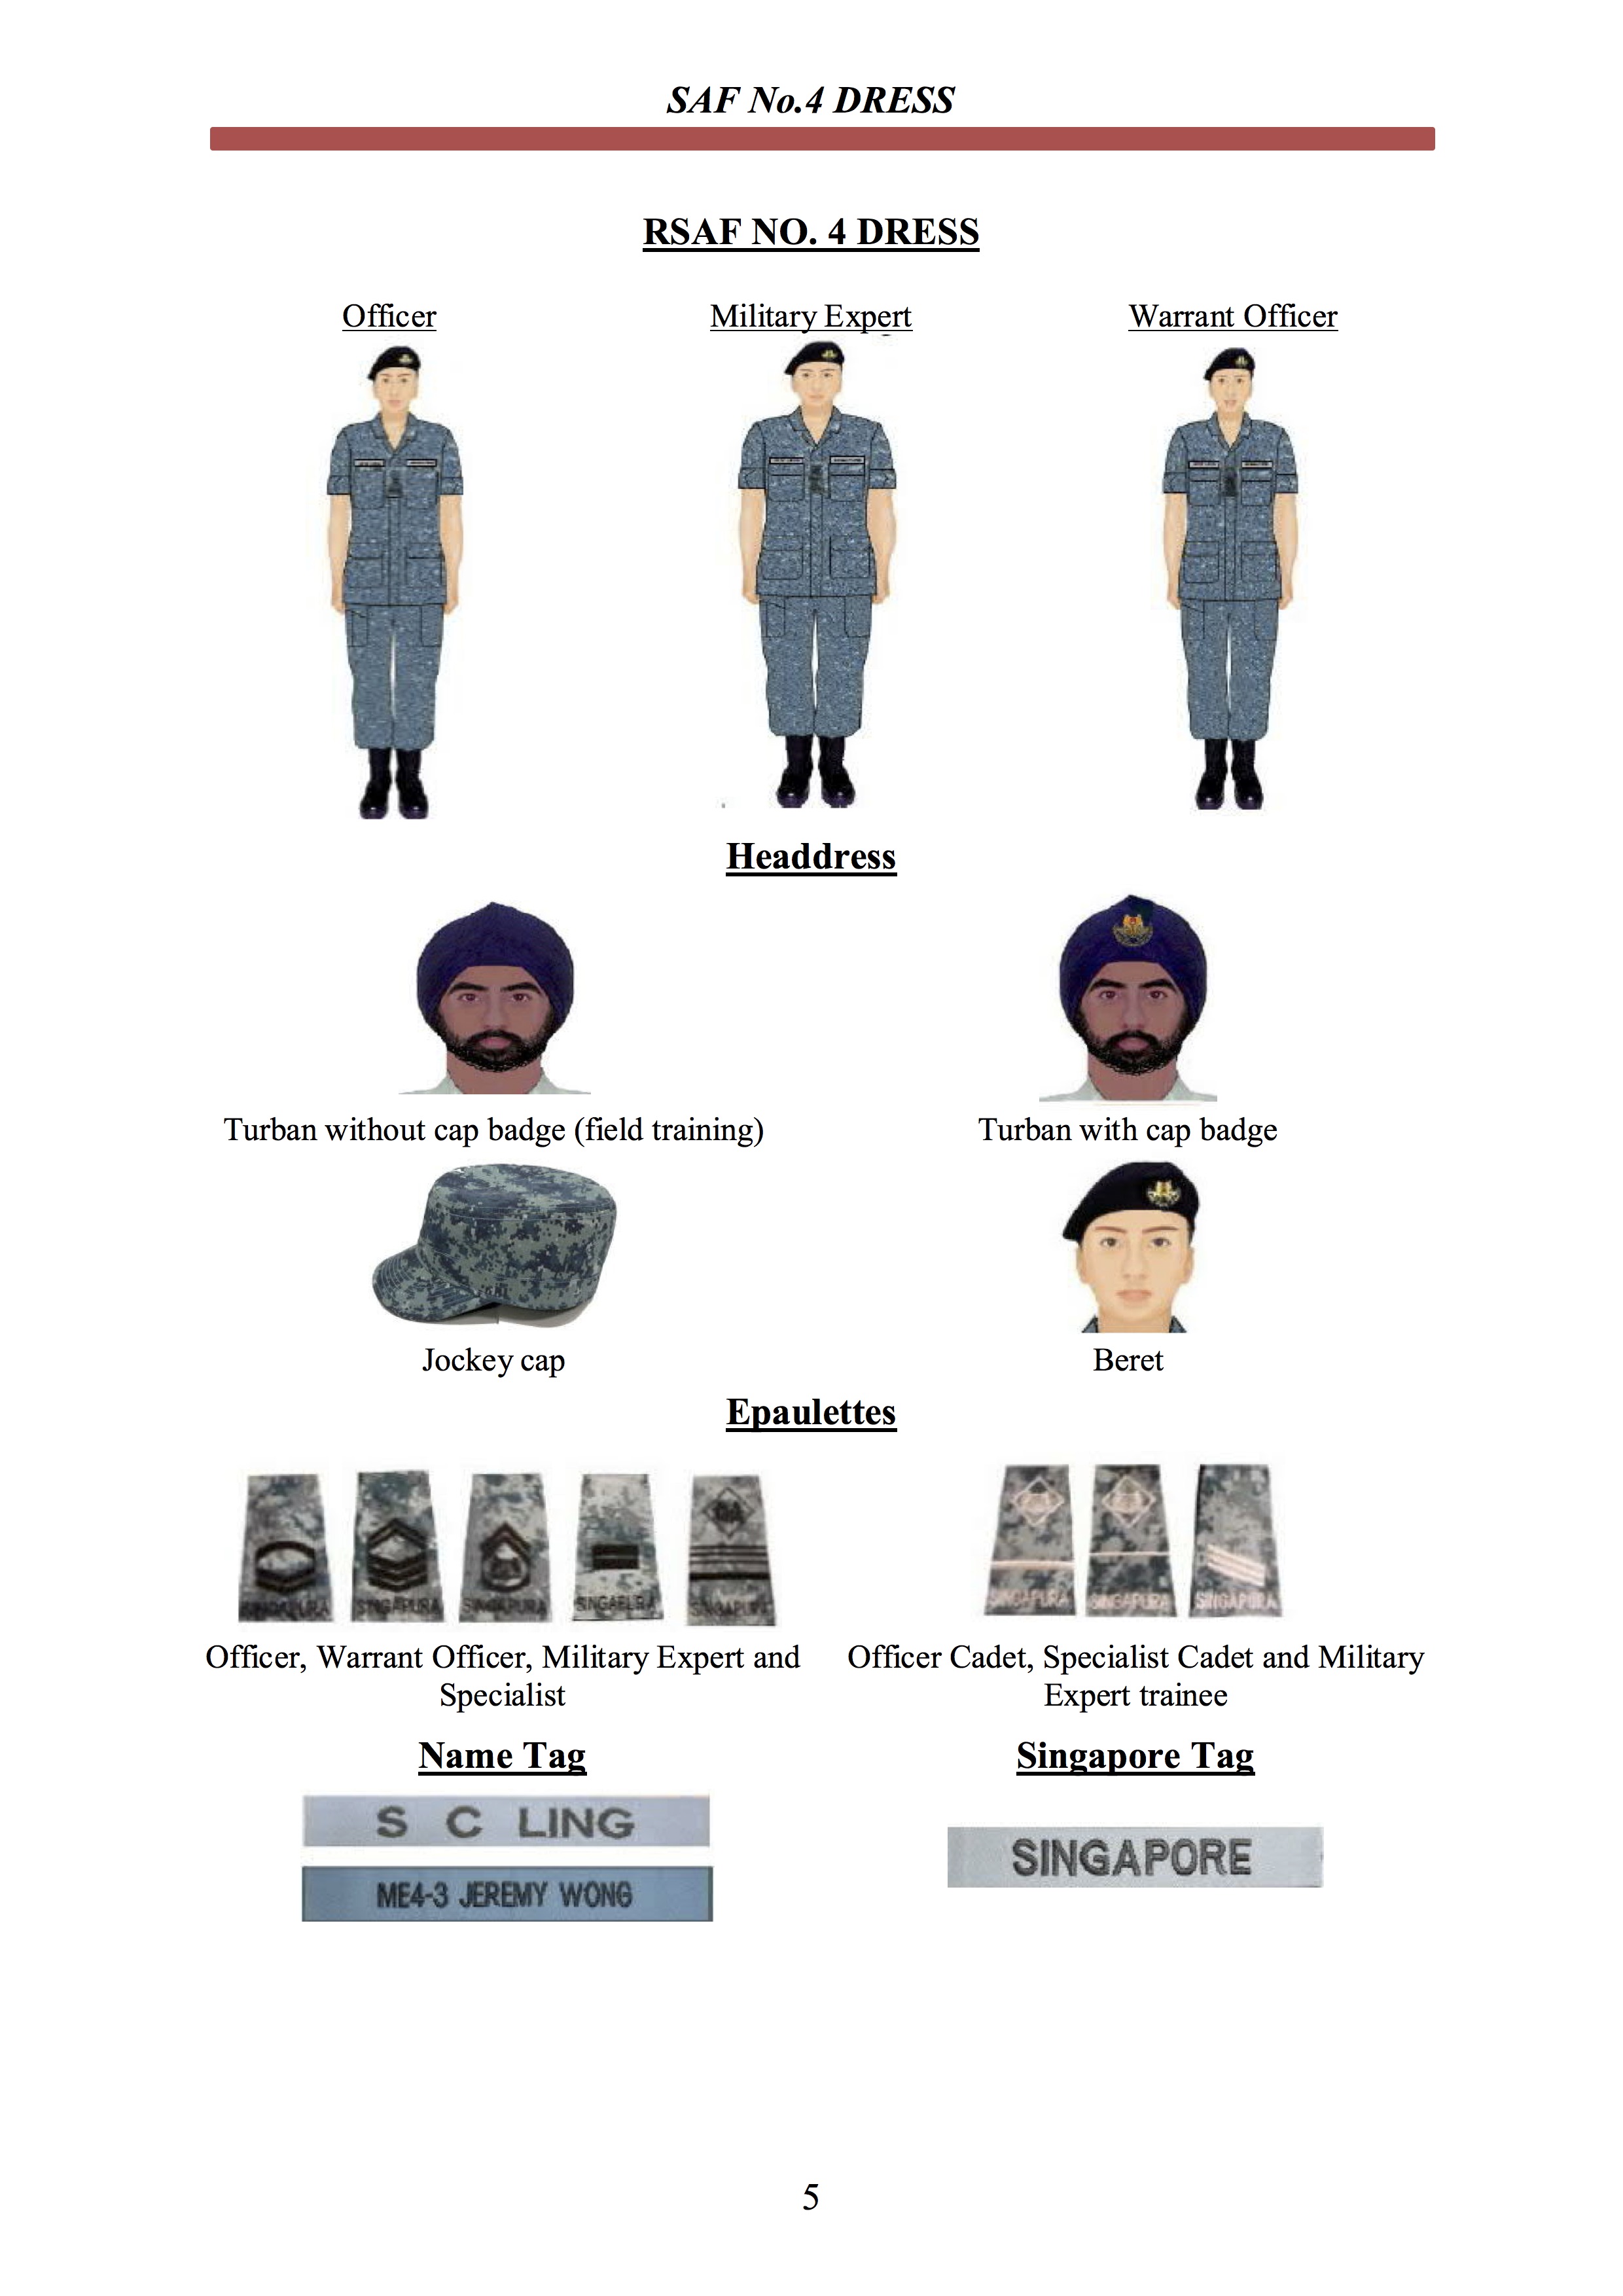 SAF No.4 DRESS
RSAF NO. 4 DRESS
Officer
Military Expert
Warrant Officer
Headdress
Turban without cap badge (field training)
Turban with cap badge
Jockey cap
Beret
Epaulettes
SINGAPURA
SINGAPURA
SINGAPURA
SINGAPURA
SINGAPURA
SINGAPURA
SINGAPURA
SINGAPURA
Officer, Warrant Officer, Military Expert and
Specialist
Officer Cadet, Specialist Cadet and Military
Expert trainee
Name Tag
Singapore Tag
S C LING
ME4-3 JEREMY WONG
SINGAPORE
5